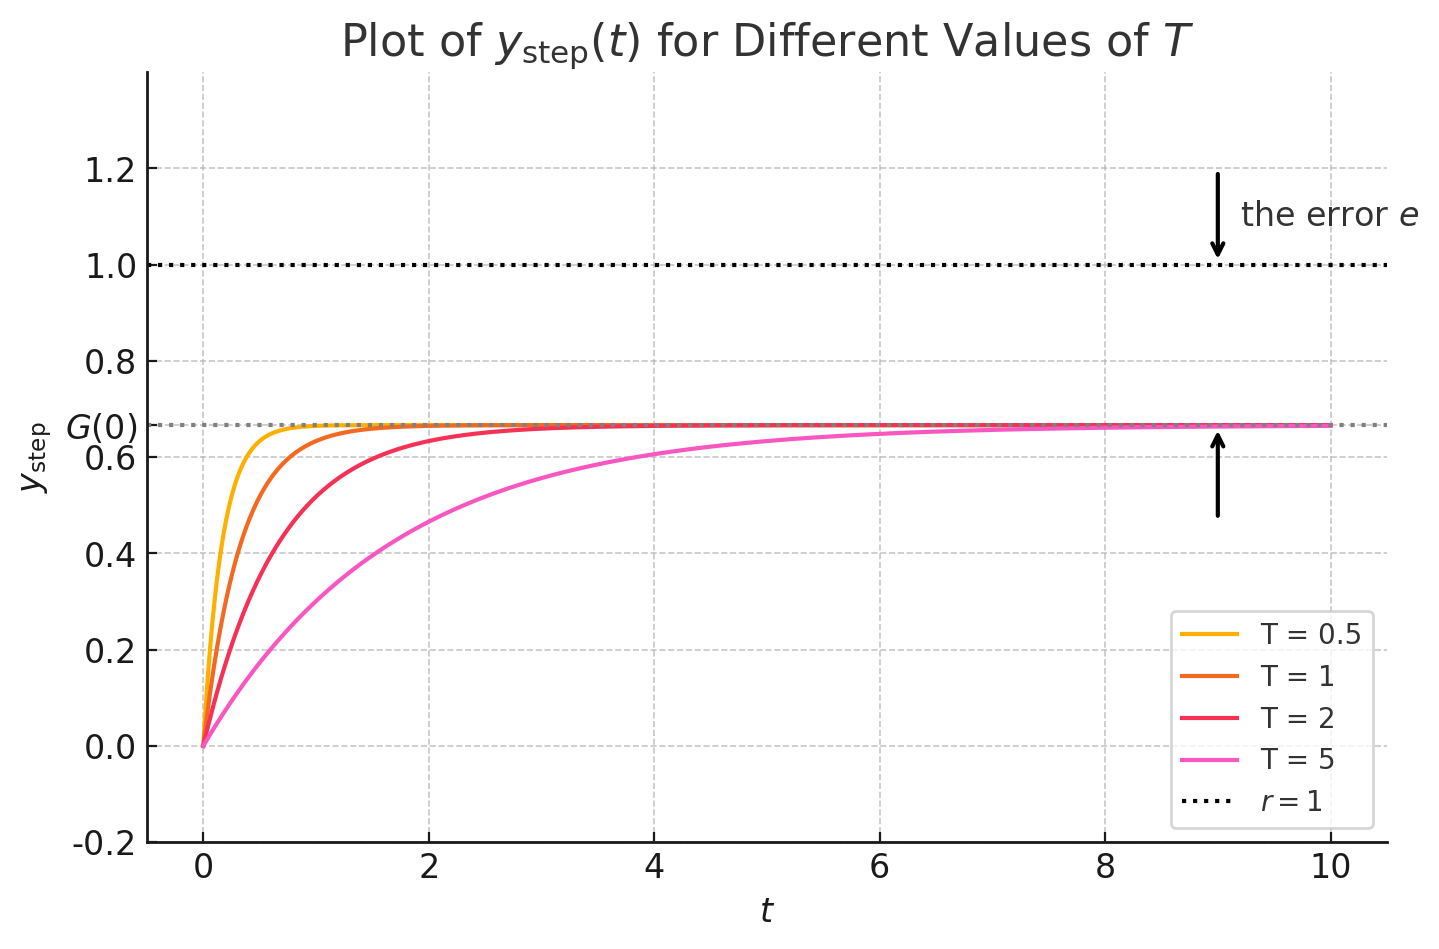 Plot of y_step(t) for Different Values of T
1.2
the error e
1.0
0.8
G(0)
0.6
y_step
0.4
0.2
0.0
-0.2
T = 0.5
T = 1
T = 2
T = 5
r = 1
0 2 4 6 8 10
t